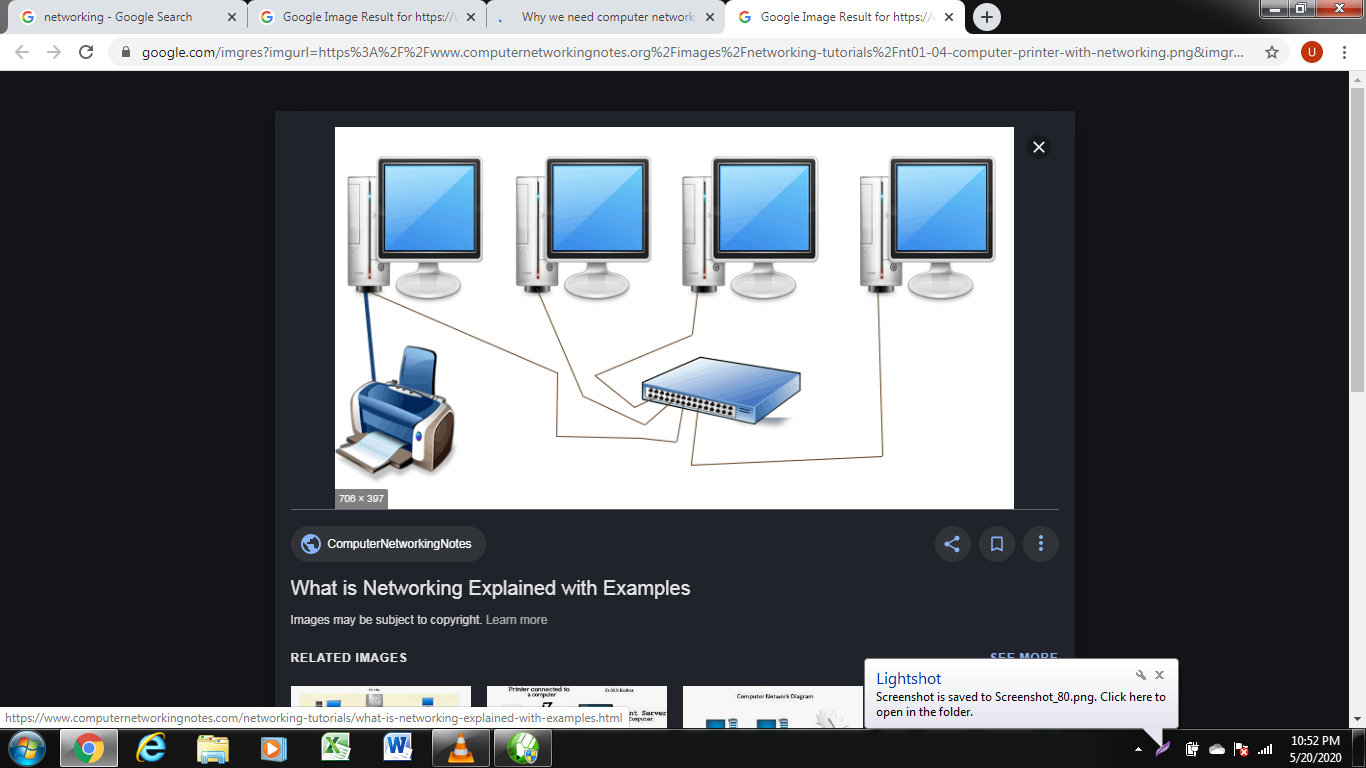 networking - Google Search
Google Image Result for https://
Why we need computer network
Google Image Result for https://
google.com/imgres?imgurl=https%3A%2F%2Fwww.computernetworkingnotes.org%2Fimages%2Fnetworking-tutorials%2Fnt01-04-computer-printer-with-networking.png&imgr...
U
706 × 397
ComputerNetworkingNotes
What is Networking Explained with Examples
Images may be subject to copyright. Learn more
RELATED IMAGES
SEE MORE
Printer connected to
a computer
Computer Network Diagram
Lightshot
Screenshot is saved to Screenshot_80.png. Click here to
open in the folder.
https://www.computernetworkingnotes.com/networking-tutorials/what-is-networking-explained-with-examples.html
10:52 PM
5/20/2020